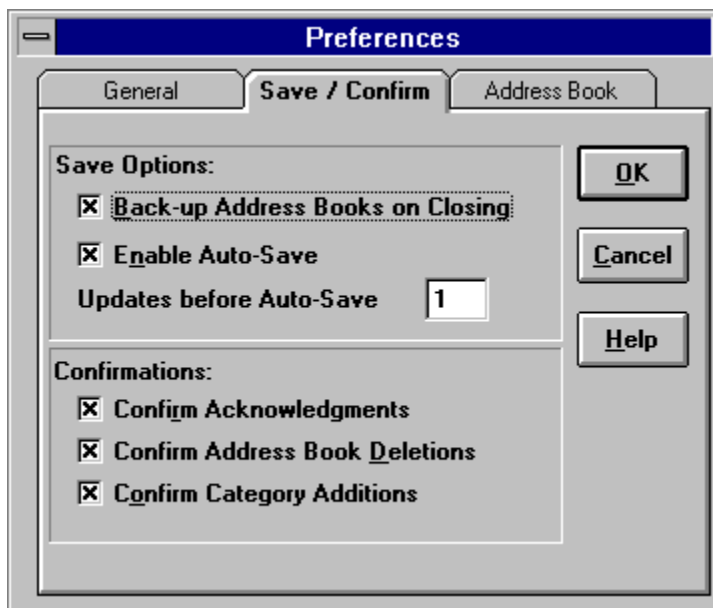 Preferences
General
Save / Confirm
Address Book
Save Options:
Back-up Address Books on Closing
Enable Auto-Save
Updates before Auto-Save 1
Confirmations:
Confirm Acknowledgments
Confirm Address Book Deletions
Confirm Category Additions
OK
Cancel
Help